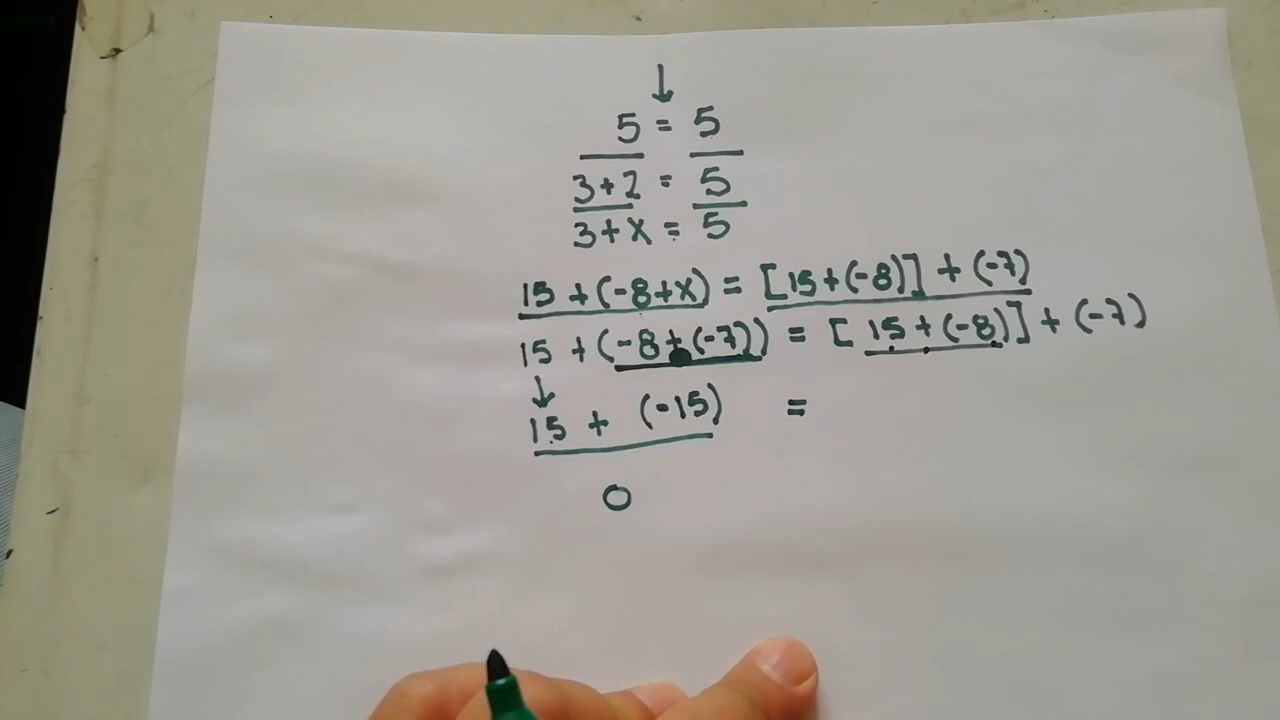 5 = 5
3+2 = 5
3+x = 5
15 + (-8+x) = [15+(-8)] + (-7)
15 + (-8+(-7)) = [15+(-8)] + (-7)
15 + (-15) =
0